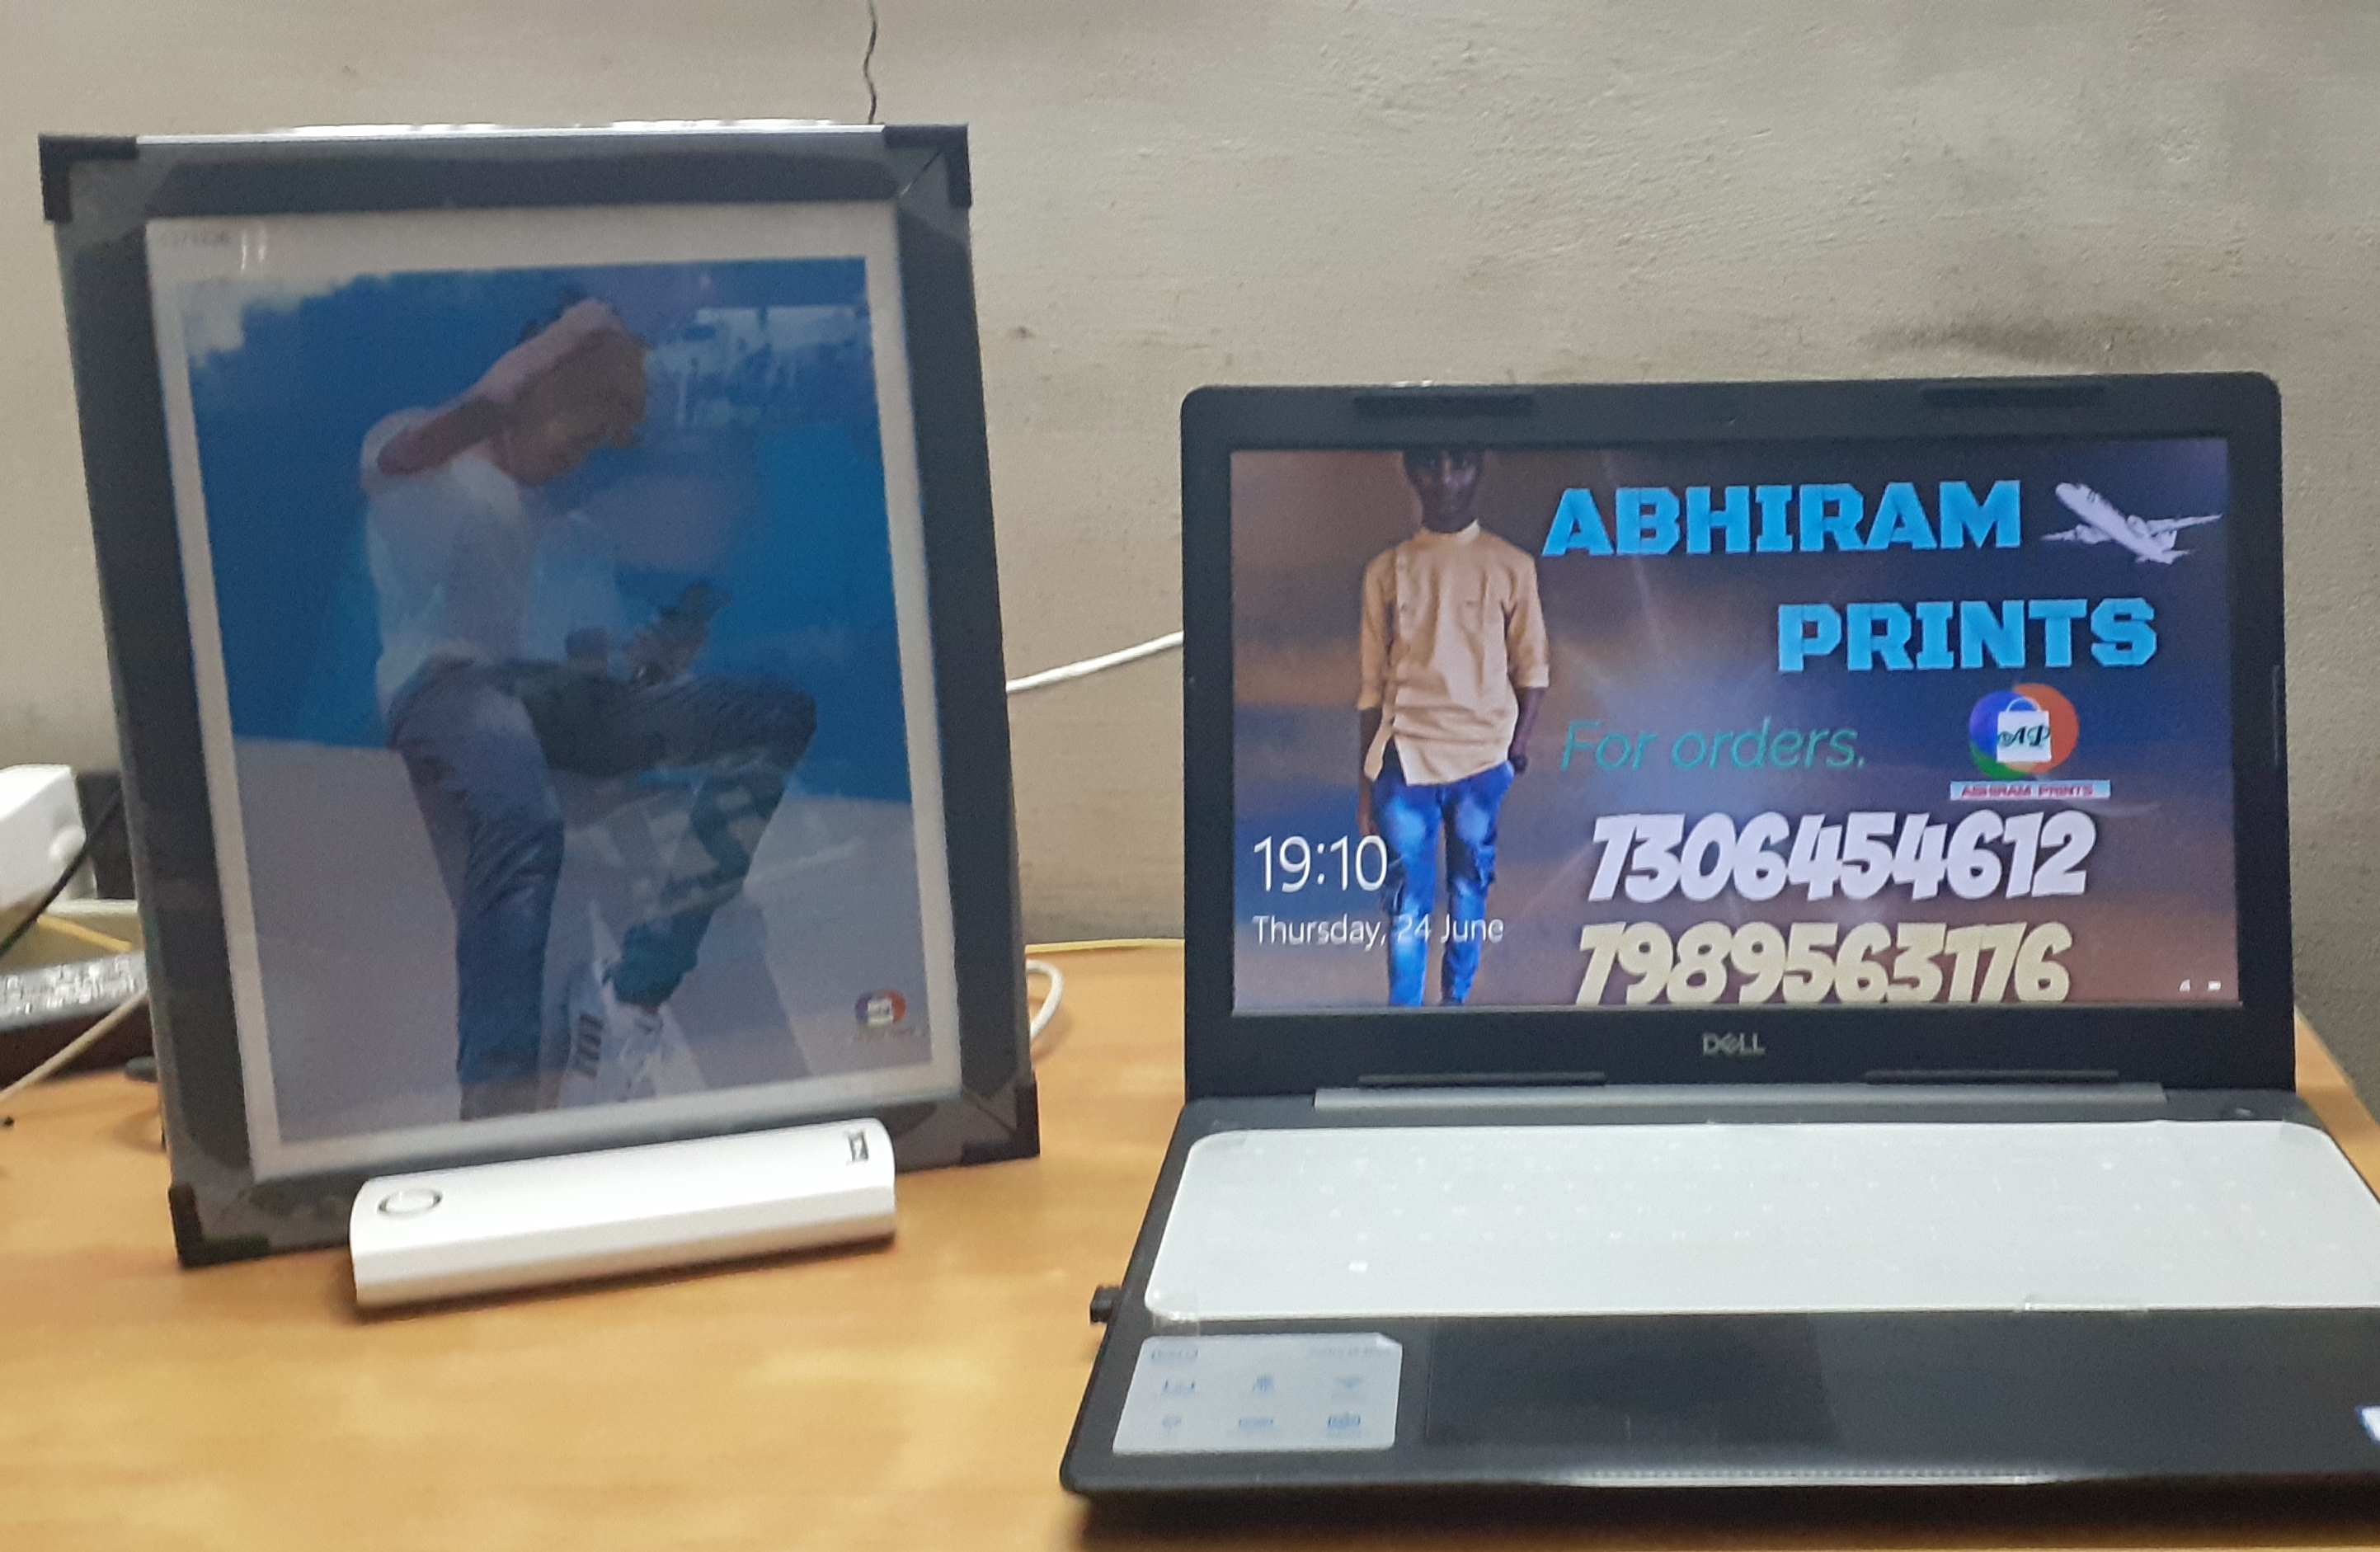 ABHIRAM
PRINTS
For orders.
AP
ABHIRAM PRINTS
7306454612
7989563176
19:10
Thursday, 24 June
DELL